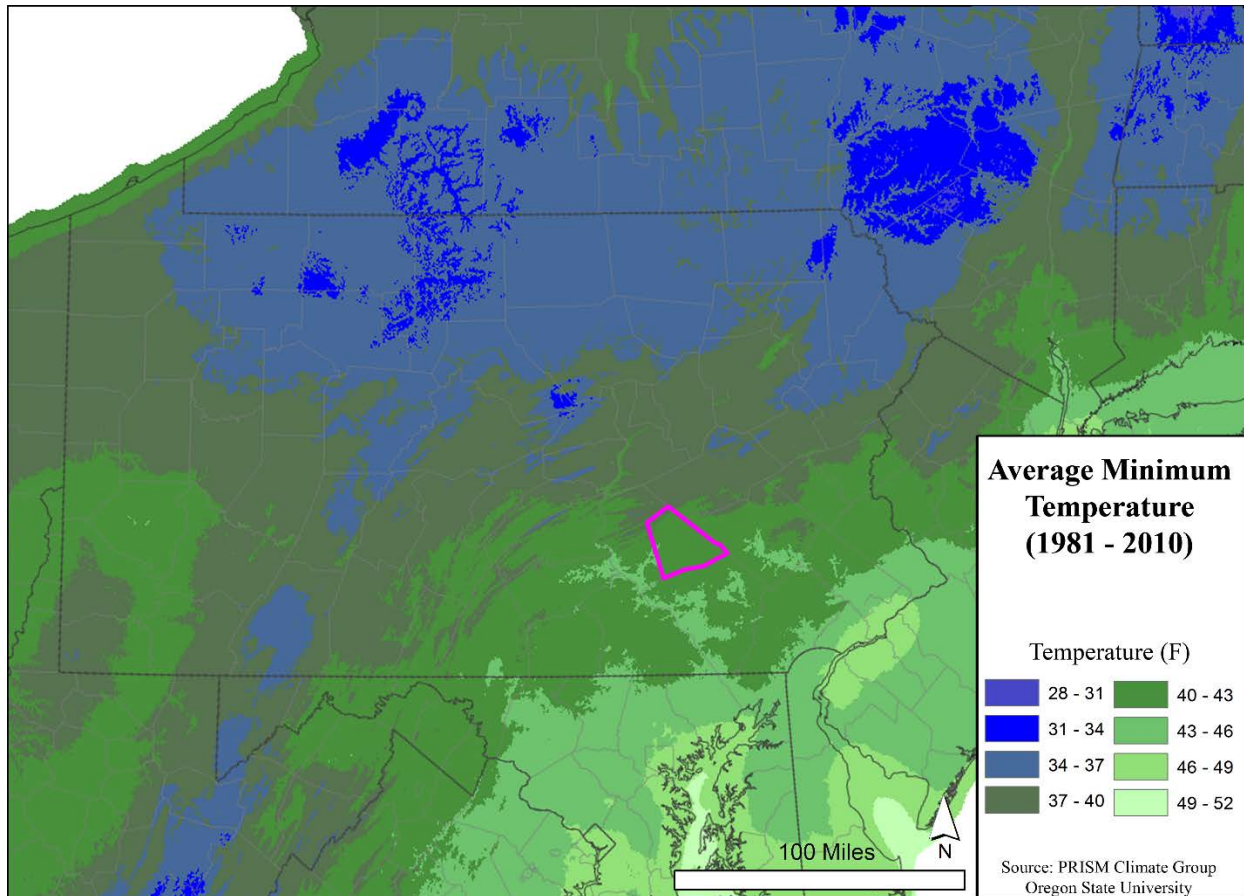 Average Minimum
Temperature
(1981 - 2010)
Temperature (F)
28 - 31
40 - 43
31 - 34
43 - 46
34 - 37
46 - 49
37 - 40
49 - 52
100 Miles
N
Source: PRISM Climate Group
Oregon State University